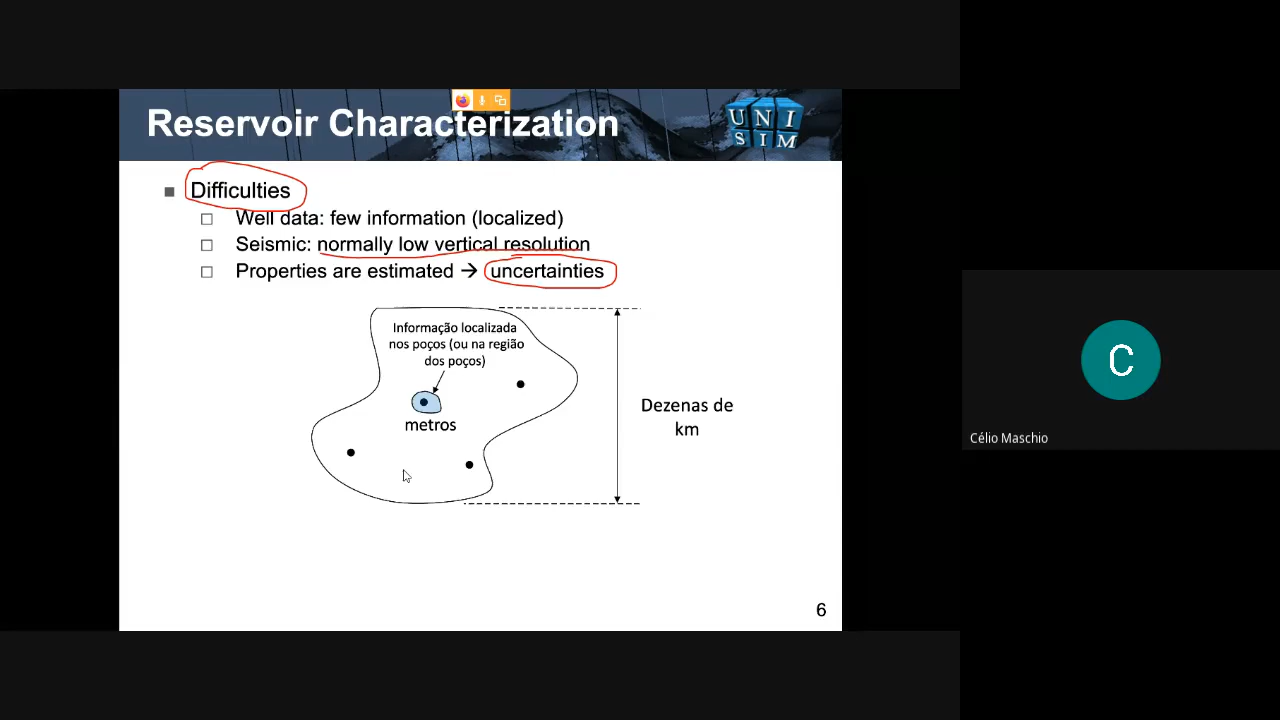 Reservoir Characterization
UNI
SIM
Difficulties
Well data: few information (localized)
Seismic: normally low vertical resolution
Properties are estimated → uncertainties
Informação localizada
nos poços (ou na região
dos poços)
metros
Dezenas de
km
6
C
Célio Maschio